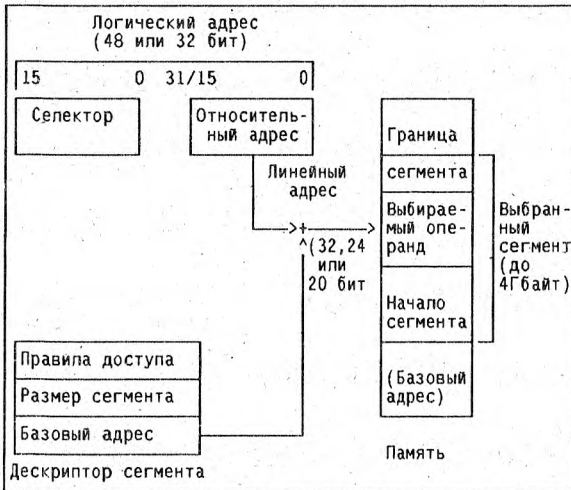 Логический адрес
(48 или 32 бит)
15 0 31/15 0
Селектор
Относитель-
ный адрес
Линейный
адрес
->+
^(32,24
или
20 бит
Граница
сегмента
Выбирае-
мый опе-
ранд
Начало
сегмента
(Базовый
адрес)
Выбран-
ный
сегмент
(до
4Гбайт)
Память
Правила доступа
Размер сегмента
Базовый адрес
Дескриптор сегмента